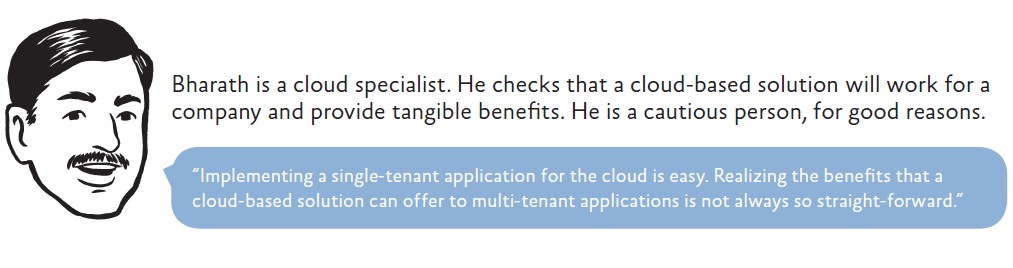 Bharath is a cloud specialist. He checks that a cloud-based solution will work for a
company and provide tangible benefits. He is a cautious person, for good reasons.
“Implementing a single-tenant application for the cloud is easy. Realizing the benefits that a
cloud-based solution can offer to multi-tenant applications is not always so straight-forward.”